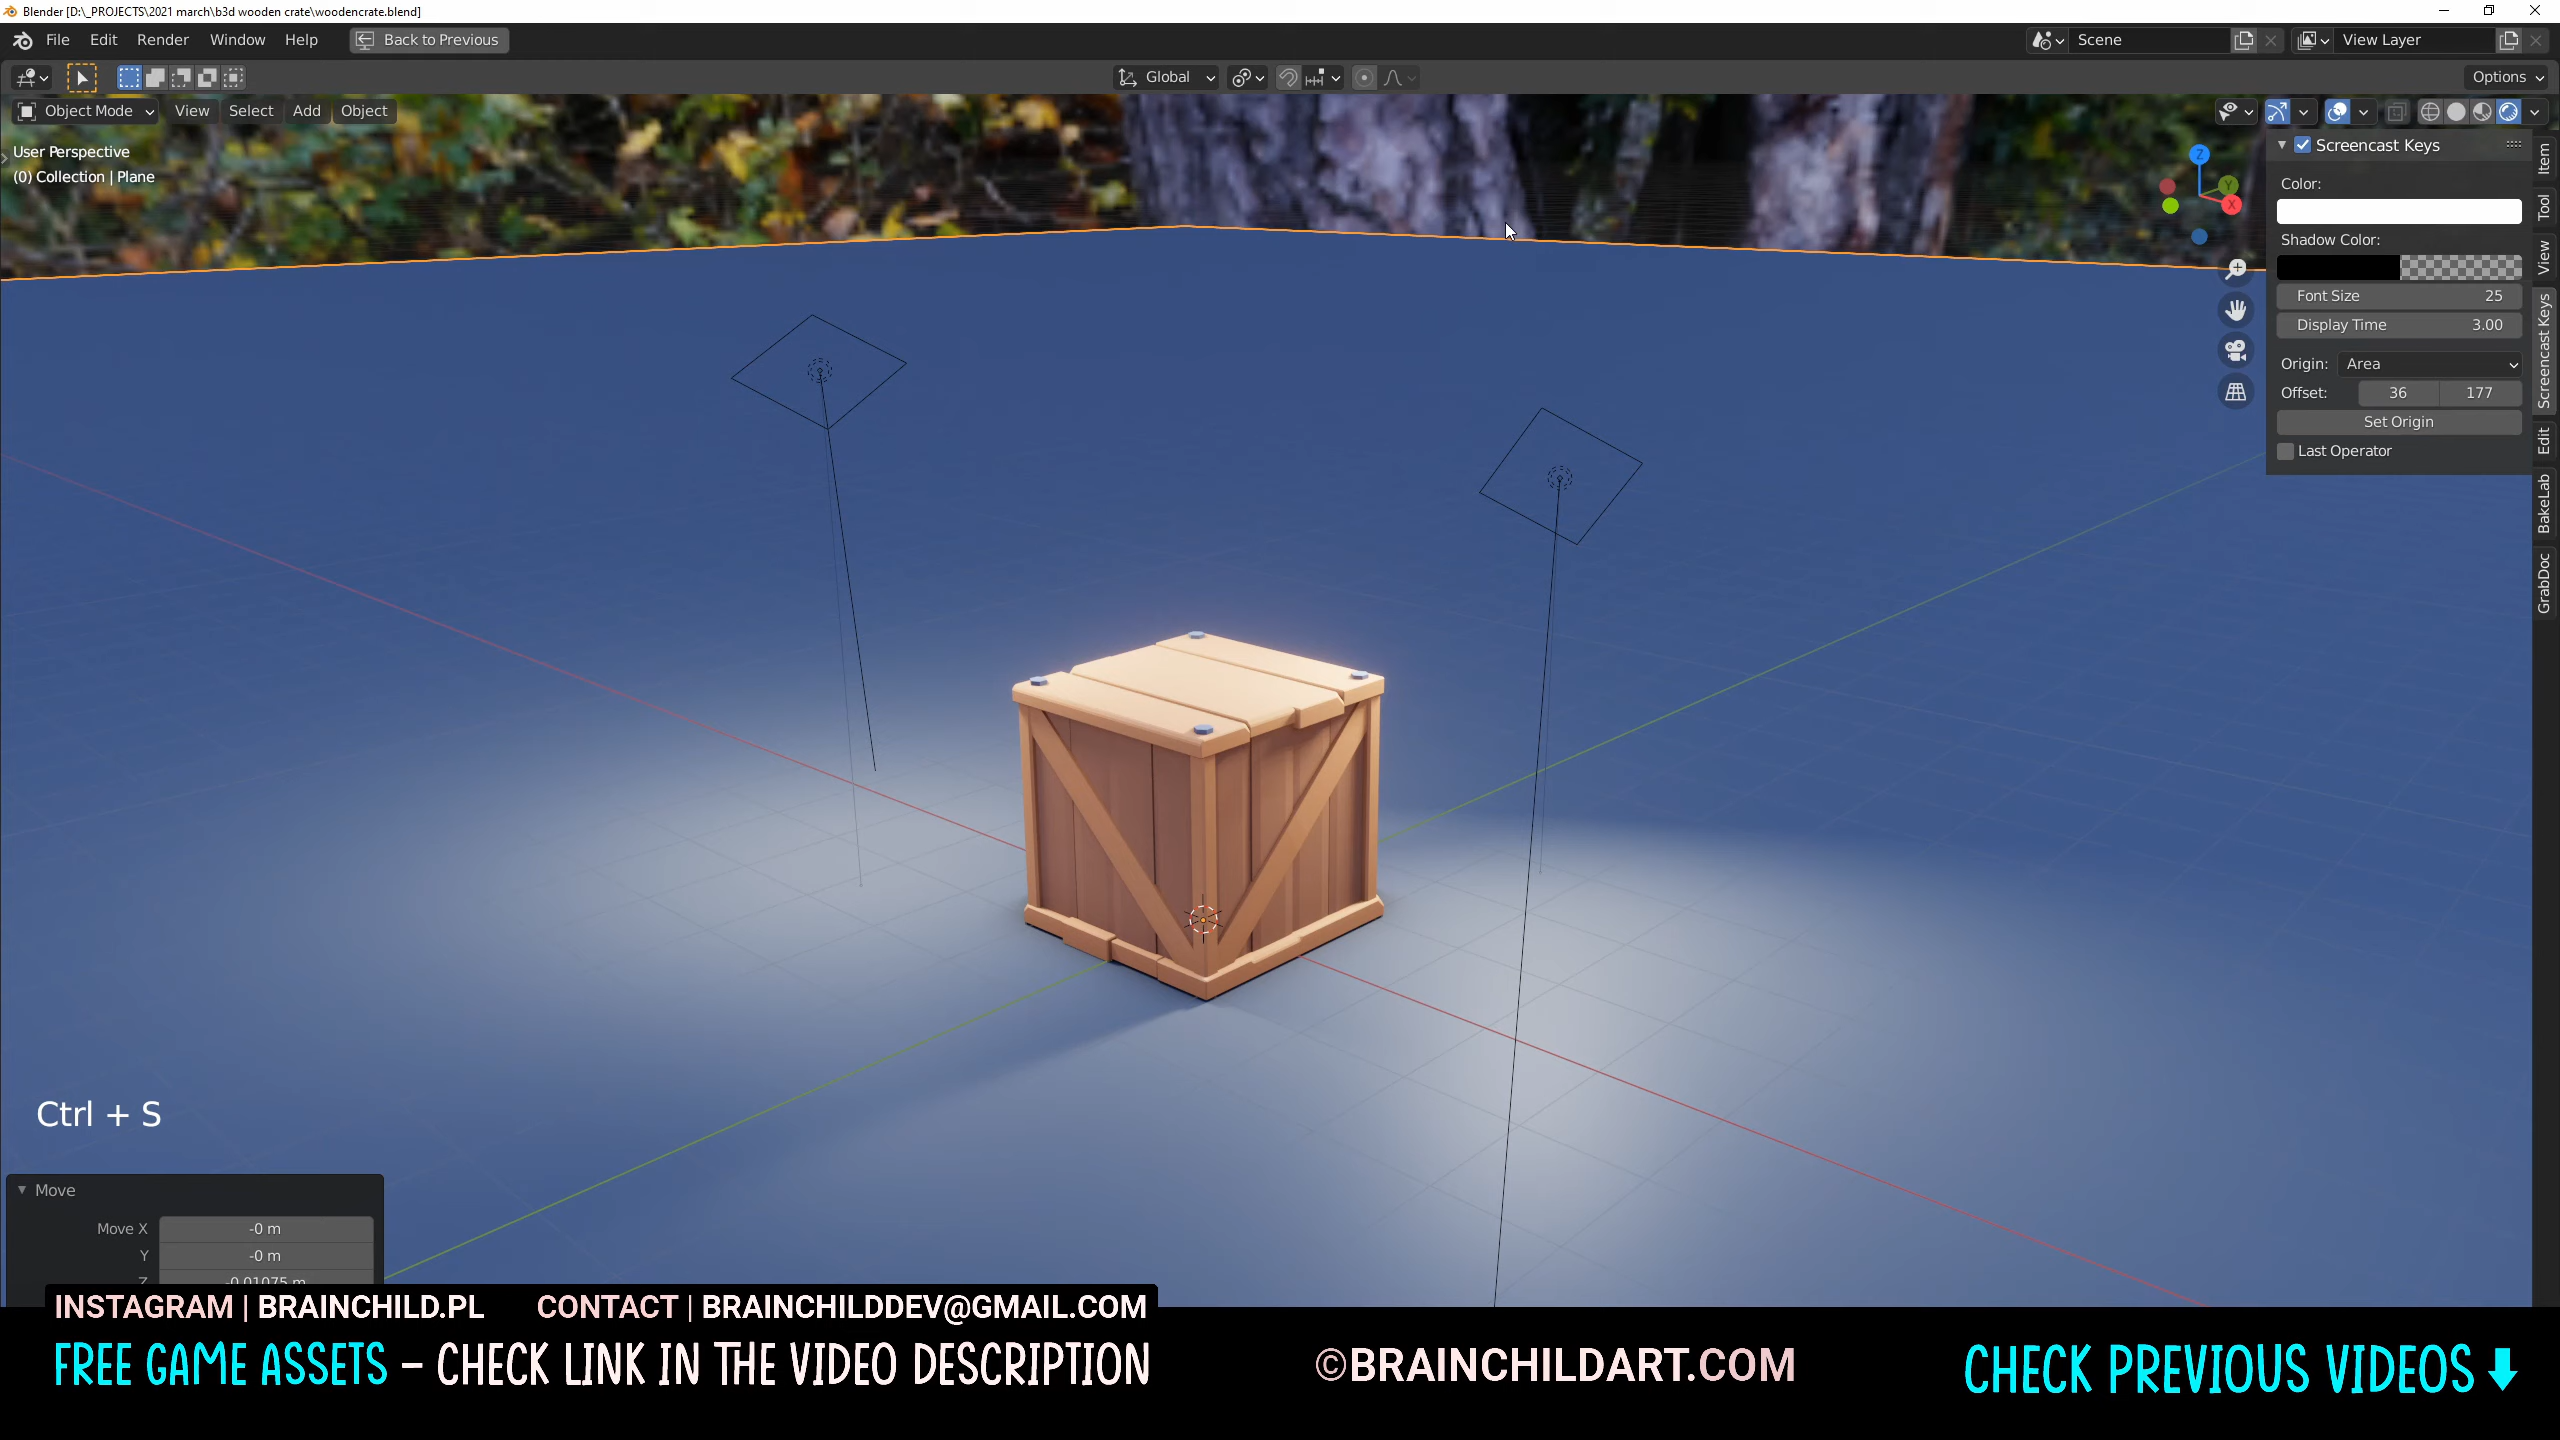 Blender [D:\_PROJECTS\2021 march\b3d wooden crate\woodencrate.blend]
File Edit Render Window Help Back to Previous Scene View Layer
Global Options
Object Mode View Select Add Object
User Perspective
(0) Collection | Plane
Z
Y
X
Screencast Keys
Color:
Shadow Color:
Font Size 25
Display Time 3.00
Origin: Area
Offset: 36 177
Set Origin
Last Operator
Item
Tool
View
Screencast Keys
Edit
BakeLab
GrabDoc
Ctrl + S
Move
Move X -0 m
Y -0 m
Z -0.01075 m
INSTAGRAM | BRAINCHILD.PL CONTACT | BRAINCHILDDEV@GMAIL.COM
FREE GAME ASSETS – CHECK LINK IN THE VIDEO DESCRIPTION
©BRAINCHILDART.COM
CHECK PREVIOUS VIDEOS